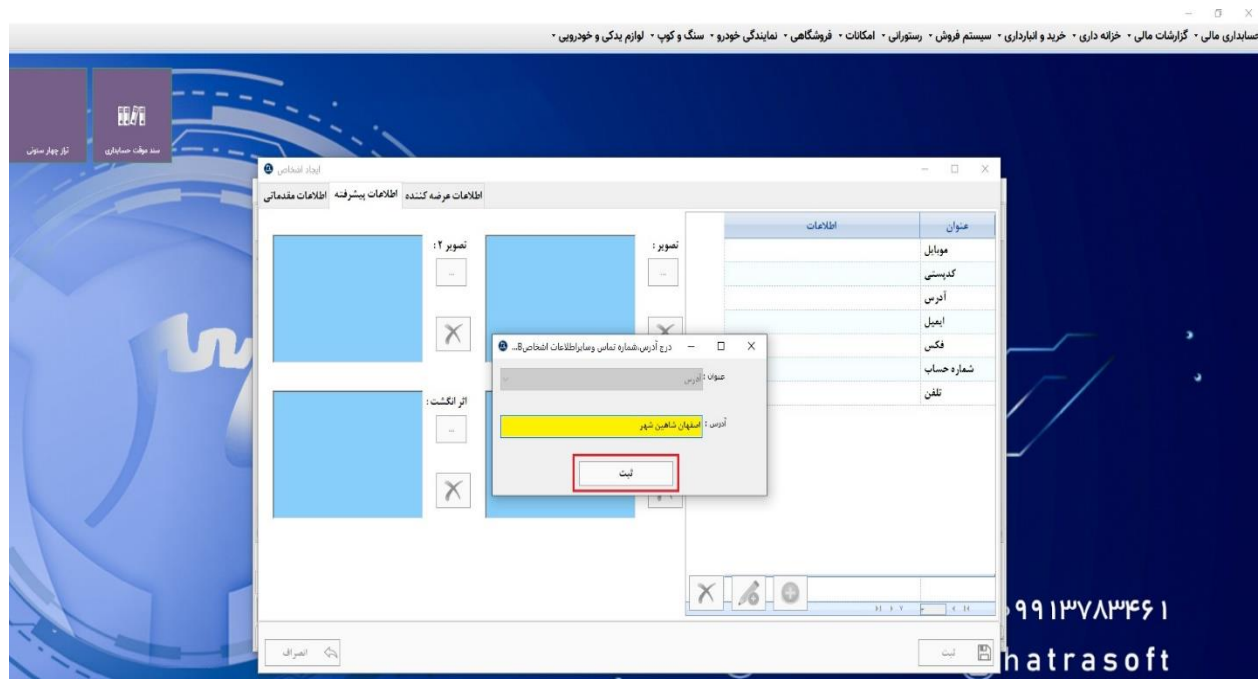 حسابداری مالی - گزارشات مالی - خزانه داری - خرید و انبارداری - سیستم فروش - رستورانی - امکانات - فروشگاهی - نمایندگی خودرو - سنگ و کوپ - لوازم یدکی و خودرویی -
سند موقت حسابداری
تراز چهار ستونی
ایجاد اشخاص
اطلاعات عرضه کننده
اطلاعات پیشرفته
اطلاعات مقدماتی
عنوان
اطلاعات
موبایل
کدپستی
آدرس
ایمیل
فکس
شماره حساب
تلفن
تصویر :
...
تصویر ۲ :
...
اثر انگشت :
...
درج آدرس،شماره تماس وسایراطلاعات اشخاص8...
عنوان : آدرس
آدرس : اصفهان شاهین شهر
ثبت
ثبت
انصراف
۰۹۹۱۳۷۸۳۴۶۱
hatrasoft